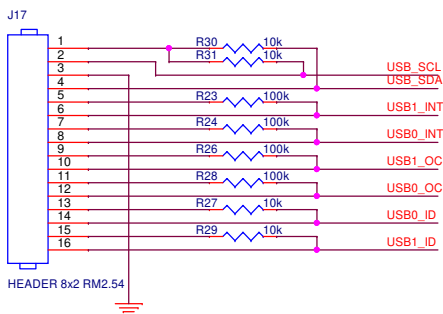 J17
1 R30 10k
2 R31 10k
3 USB_SCL
4 USB_SDA
5 R23 100k
6 USB1_INT
7 R24 100k
8 USB0_INT
9 R26 100k
10 USB1_OC
11 R28 100k
12 USB0_OC
13 R27 10k
14 USB0_ID
15 R29 10k
16 USB1_ID
HEADER 8x2 RM2.54